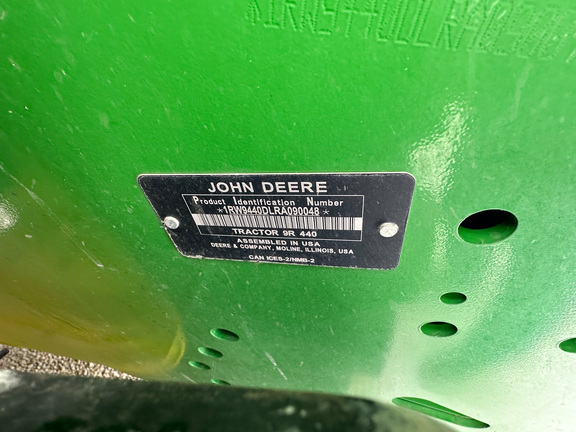 *1RW9440DLRA090048*
JOHN DEERE
Product Identification Number
*1RW9440DLRA090048*
TRACTOR 9R 440
ASSEMBLED IN USA
DEERE & COMPANY, MOLINE, ILLINOIS, USA
CAN ICES-2/NMB-2